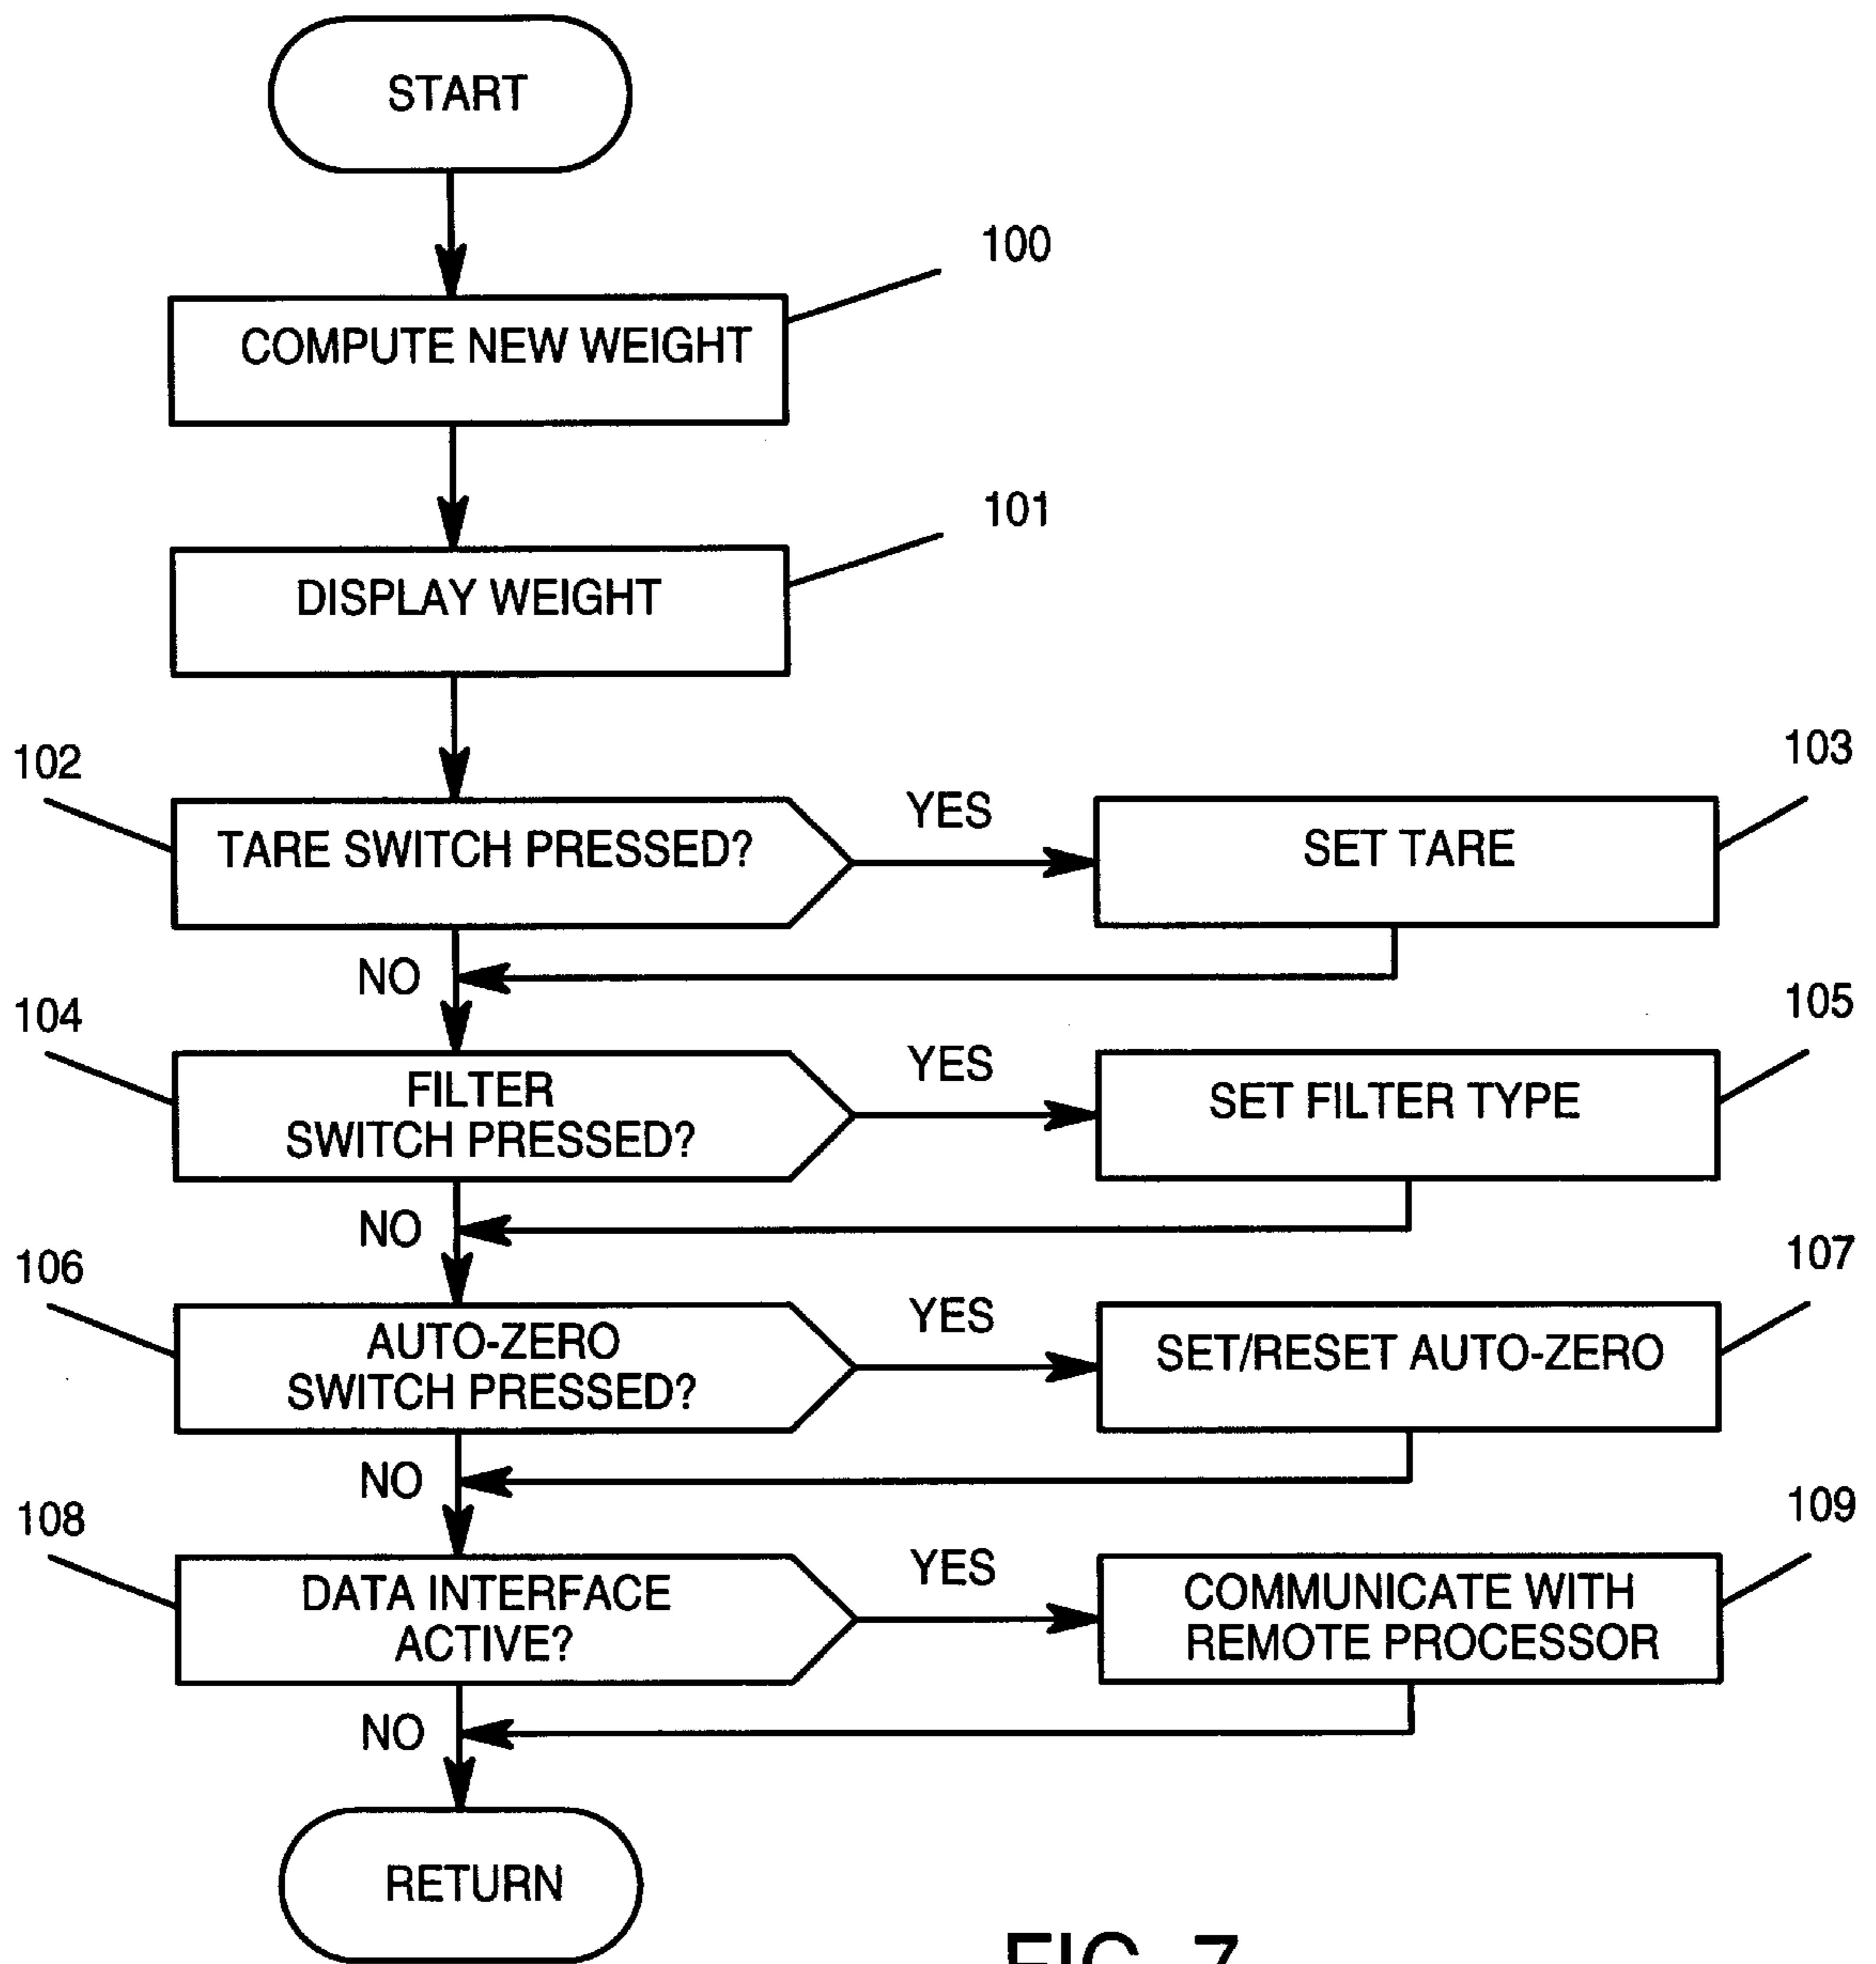 START
100
COMPUTE NEW WEIGHT
101
DISPLAY WEIGHT
102
TARE SWITCH PRESSED?
YES
103
SET TARE
NO
104
FILTER
SWITCH PRESSED?
YES
105
SET FILTER TYPE
NO
106
AUTO-ZERO
SWITCH PRESSED?
YES
107
SET/RESET AUTO-ZERO
NO
108
DATA INTERFACE
ACTIVE?
YES
109
COMMUNICATE WITH
REMOTE PROCESSOR
NO
RETURN
FIG. 7